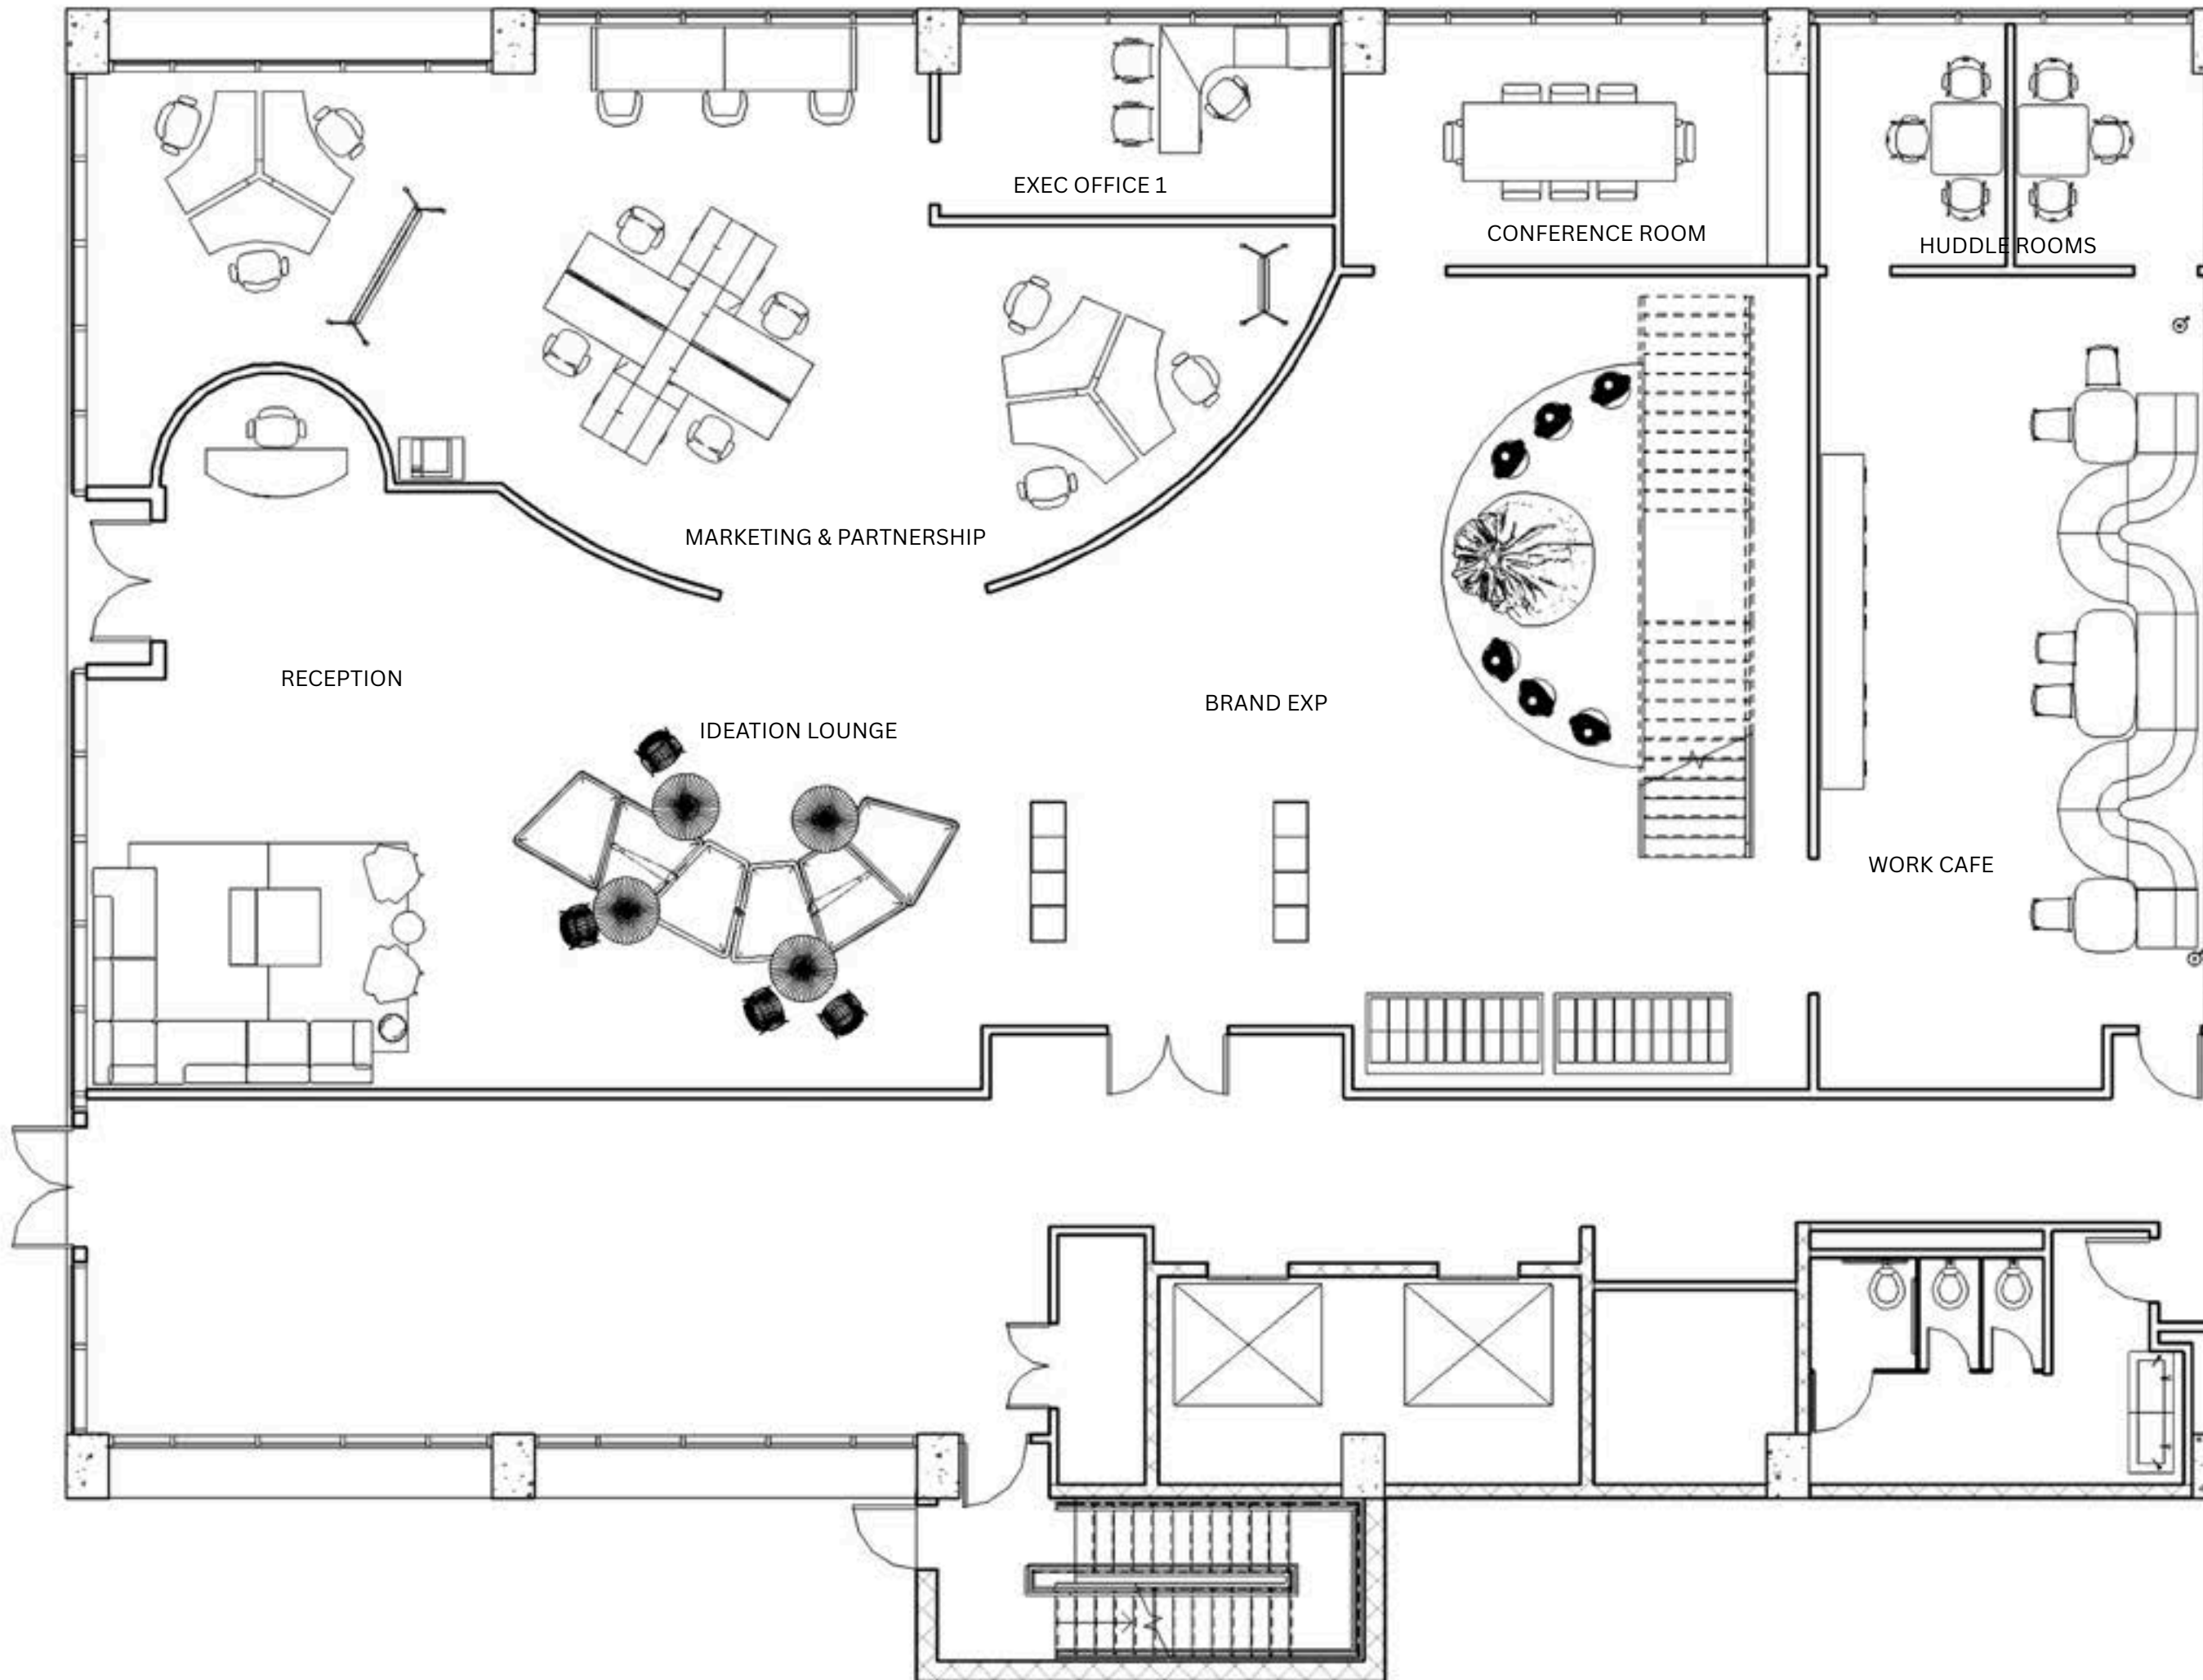 EXEC OFFICE 1
CONFERENCE ROOM
HUDDLE ROOMS
MARKETING & PARTNERSHIP
RECEPTION
BRAND EXP
IDEATION LOUNGE
WORK CAFE